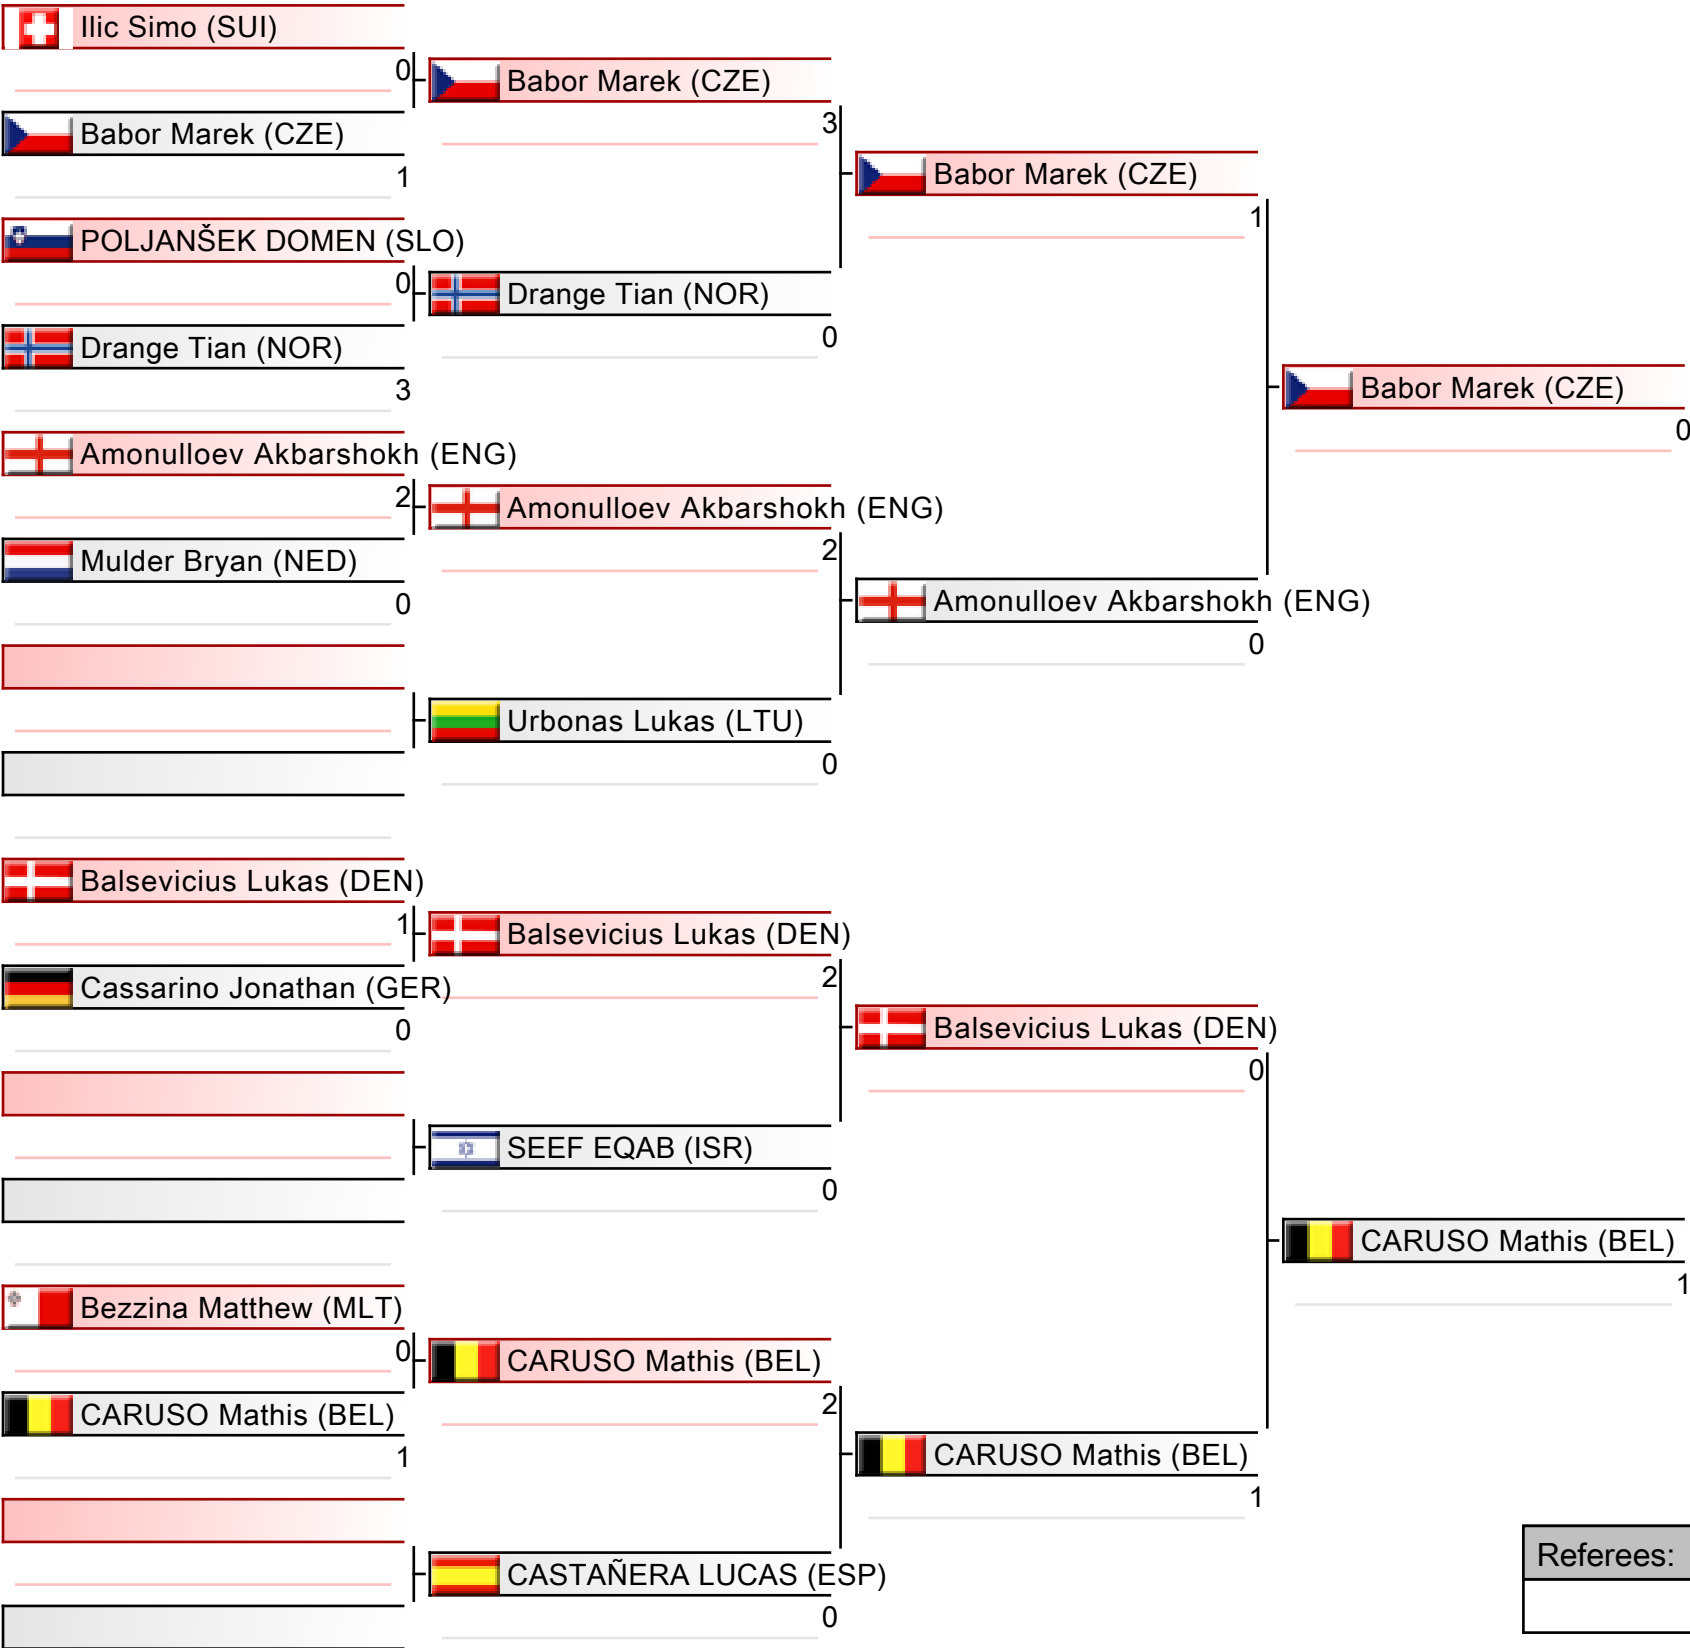 Ilic Simo (SUI)
0
Babor Marek (CZE)
1
POLJANŠEK DOMEN (SLO)
0
Drange Tian (NOR)
3
Amonulloev Akbarshokh (ENG)
2
Mulder Bryan (NED)
0
Balsevicius Lukas (DEN)
1
Cassarino Jonathan (GER)
0
Bezzina Matthew (MLT)
0
CARUSO Mathis (BEL)
1
Babor Marek (CZE)
3
Drange Tian (NOR)
0
Amonulloev Akbarshokh (ENG)
2
Urbonas Lukas (LTU)
0
Balsevicius Lukas (DEN)
2
SEEF EQAB (ISR)
0
CARUSO Mathis (BEL)
2
CASTAÑERA LUCAS (ESP)
0
Babor Marek (CZE)
1
Amonulloev Akbarshokh (ENG)
0
Balsevicius Lukas (DEN)
0
CARUSO Mathis (BEL)
1
Babor Marek (CZE)
0
CARUSO Mathis (BEL)
1
Referees: